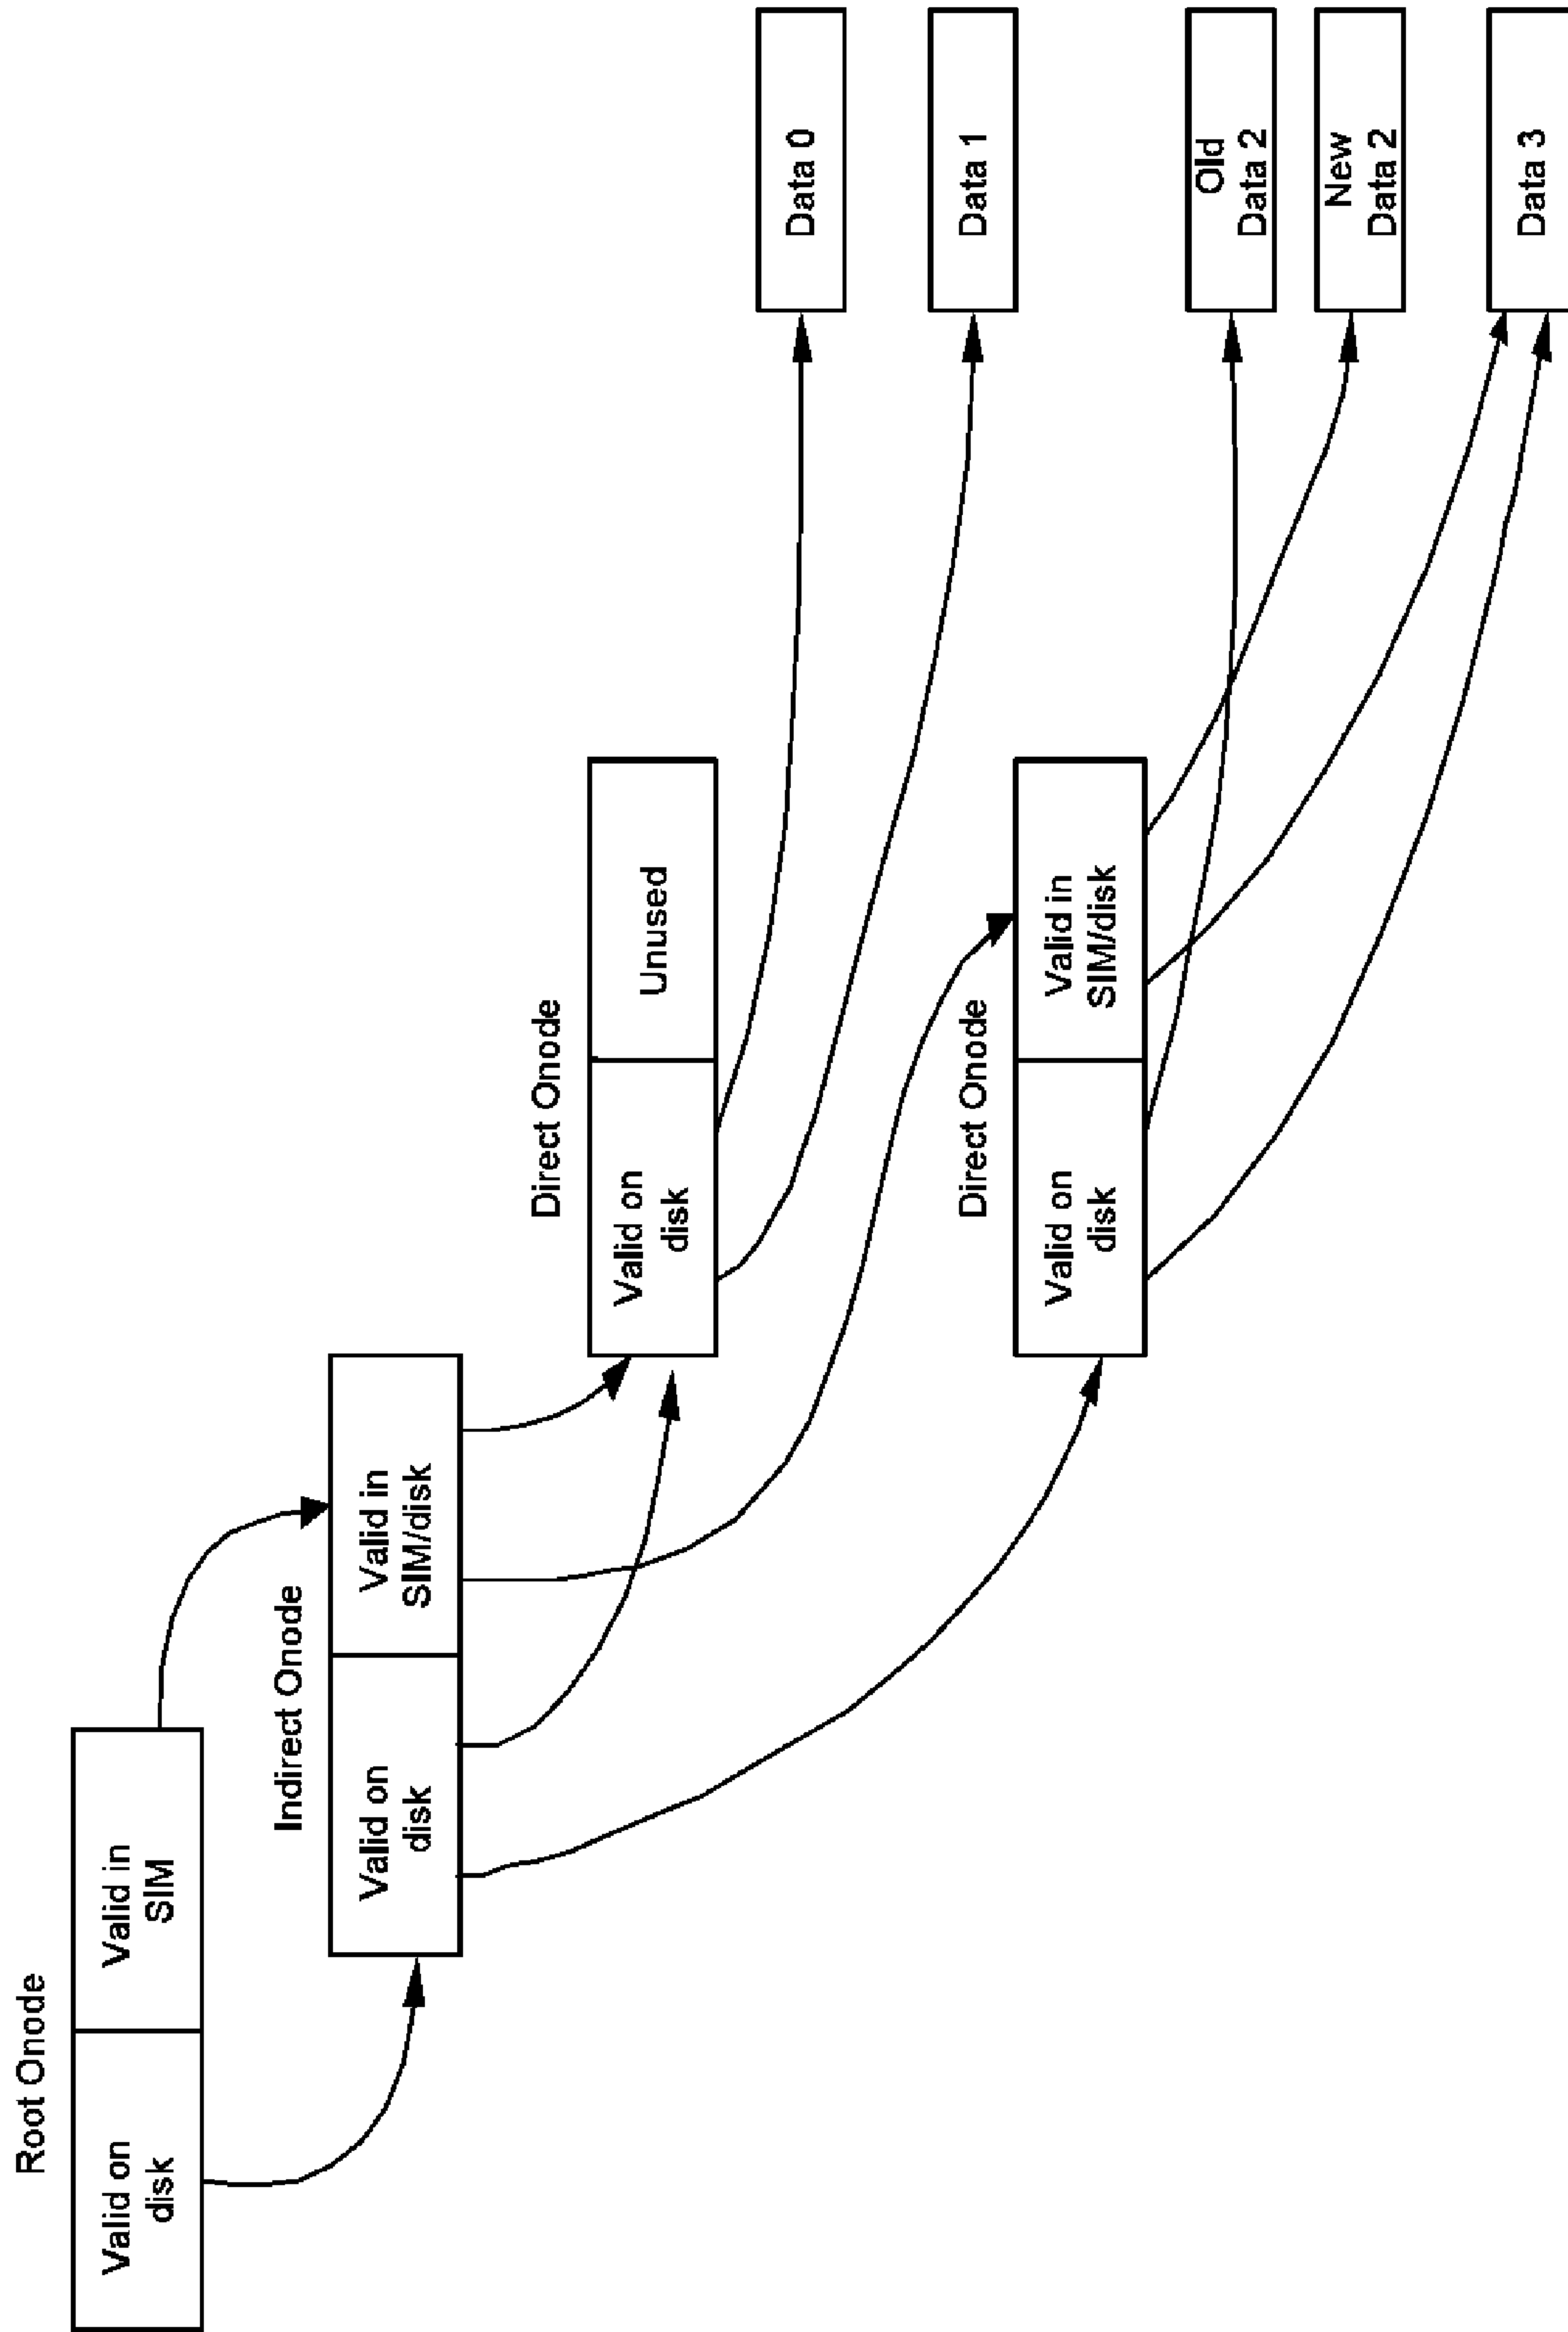 Root Onode
Valid on
disk
Valid in
SIM
Indirect Onode
Valid on
disk
Valid in
SIM/disk
Direct Onode
Valid on
disk
Unused
Data 0
Data 1
Direct Onode
Valid on
disk
Valid in
SIM/disk
Old
Data 2
New
Data 2
Data 3